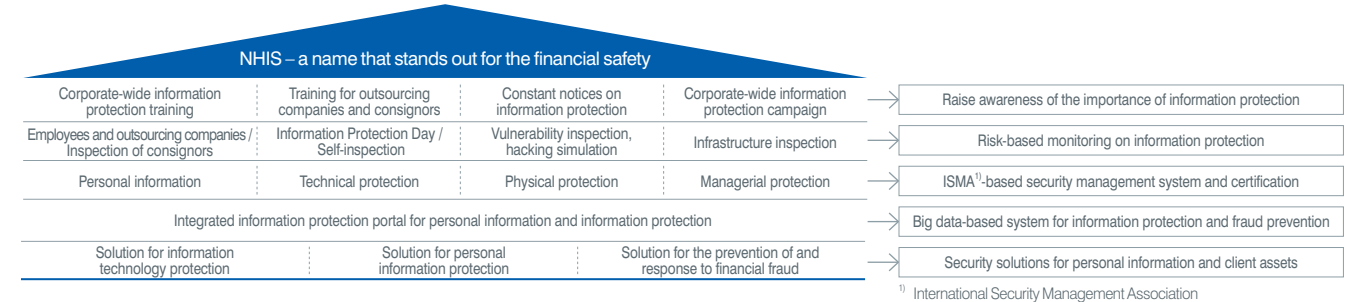 NHIS – a name that stands out for the financial safety
Corporate-wide information
protection training
Training for outsourcing
companies and consignors
Constant notices on
information protection
Corporate-wide information
protection campaign
Raise awareness of the importance of information protection
Employees and outsourcing companies /
Inspection of consignors
Information Protection Day /
Self-inspection
Vulnerability inspection,
hacking simulation
Infrastructure inspection
Risk-based monitoring on information protection
Personal information
Technical protection
Physical protection
Managerial protection
ISMA1)-based security management system and certification
Integrated information protection portal for personal information and information protection
Big data-based system for information protection and fraud prevention
Solution for information
technology protection
Solution for personal
information protection
Solution for the prevention of and
response to financial fraud
Security solutions for personal information and client assets
1) International Security Management Association